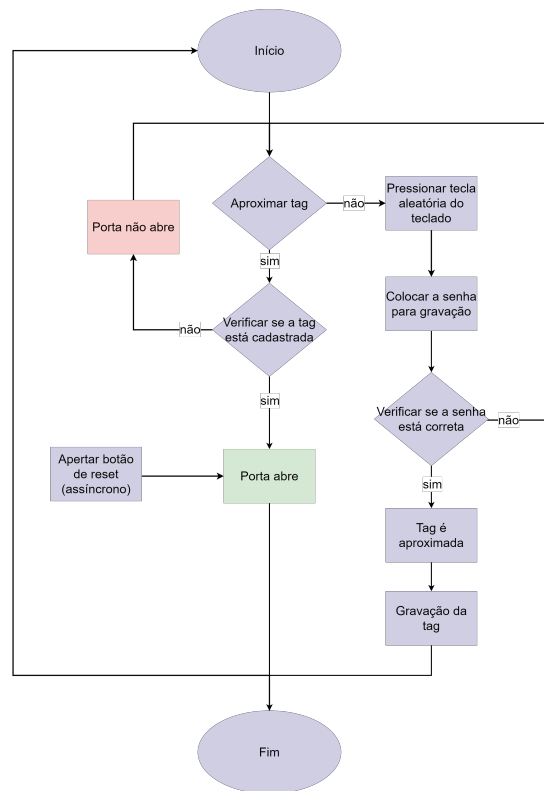 Início
Aproximar tag
não
Pressionar tecla
aleatória do
teclado
Porta não abre
sim
Colocar a senha
para gravação
Verificar se a tag
está cadastrada
não
sim
Verificar se a senha
está correta
não
Apertar botão
de reset
(assíncrono)
Porta abre
sim
Tag é
aproximada
Gravação da
tag
Fim